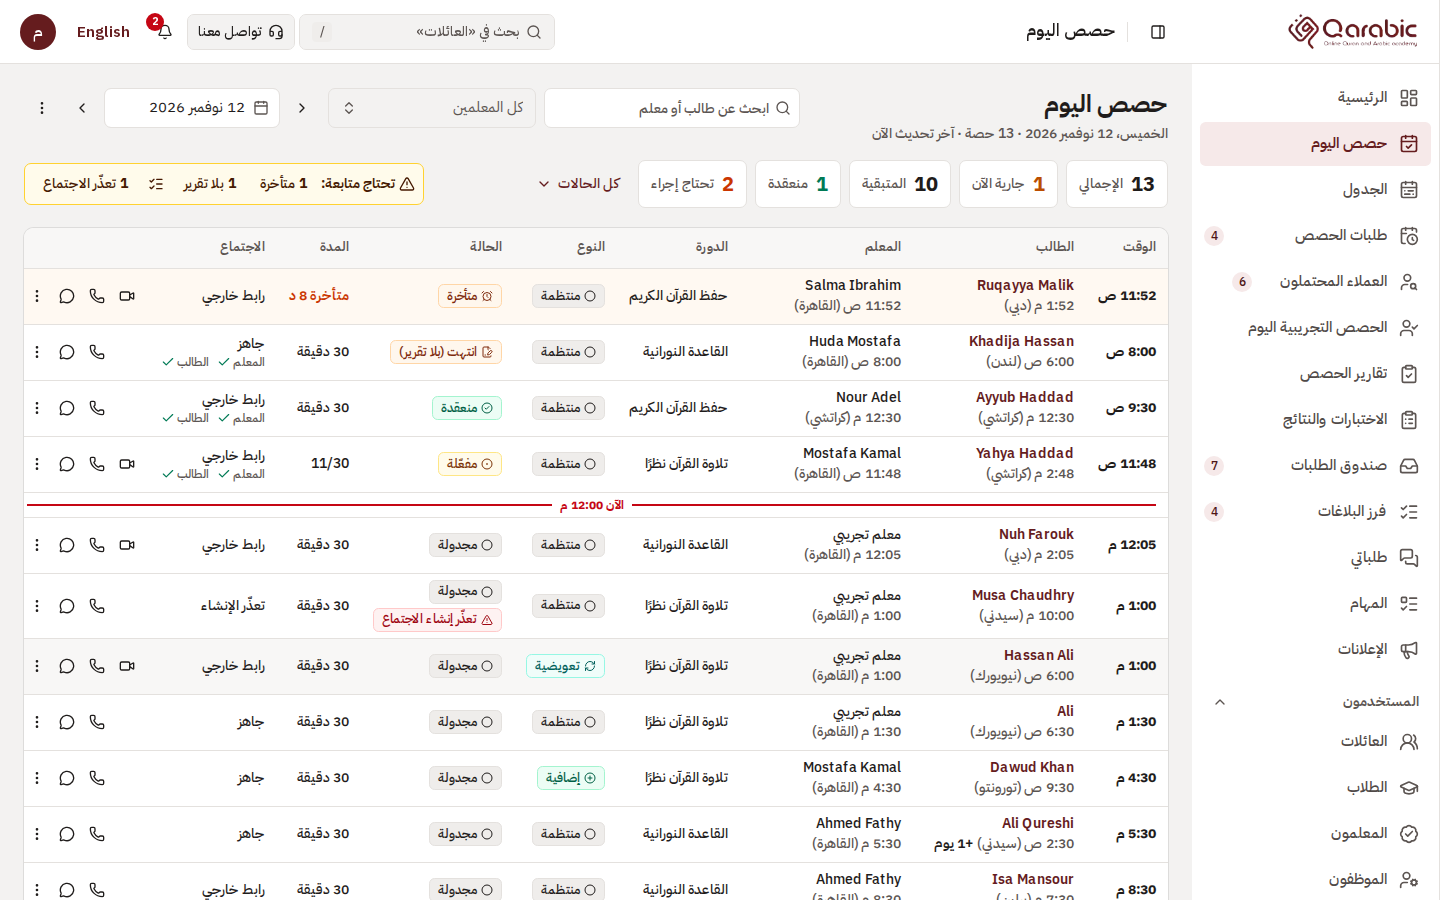 Qarabic
Online Quran and Arabic academy
حصص اليوم
بحث في «العائلات»
/
تواصل معنا
2
English
م
الرئيسية
حصص اليوم
الجدول
طلبات الحصص 4
العملاء المحتملون 6
الحصص التجريبية اليوم
تقارير الحصص
الاختبارات والنتائج
صندوق الطلبات 7
فرز البلاغات 4
طلباتي
المهام
الإعلانات
المستخدمون
العائلات
الطلاب
المعلمون
الموظفون
حصص اليوم
الخميس، 12 نوفمبر 2026 · 13 حصة · آخر تحديث الآن
ابحث عن طالب أو معلم
كل المعلمين
12 نوفمبر 2026
13 الإجمالي
1 جارية الآن
10 المتبقية
1 منعقدة
2 تحتاج إجراء
كل الحالات
تحتاج متابعة: 1 متأخرة 1 بلا تقرير 1 تعذّر الاجتماع
الوقت الطالب المعلم الدورة النوع الحالة المدة الاجتماع
11:52 ص Ruqayya Malik Salma Ibrahim حفظ القرآن الكريم منتظمة متأخرة متأخرة 8 د رابط خارجي
1:52 م (دبي) 11:52 ص (القاهرة)
8:00 ص Khadija Hassan Huda Mostafa القاعدة النورانية منتظمة انتهت (بلا تقرير) 30 دقيقة جاهز
6:00 ص (لندن) 8:00 ص (القاهرة) المعلم الطالب
9:30 ص Ayyub Haddad Nour Adel حفظ القرآن الكريم منتظمة منعقدة 30 دقيقة رابط خارجي
12:30 م (كراتشي) 12:30 م (كراتشي) المعلم الطالب
11:48 ص Yahya Haddad Mostafa Kamal تلاوة القرآن نظرًا منتظمة مفعّلة 11/30 رابط خارجي
2:48 م (كراتشي) 11:48 ص (القاهرة) المعلم الطالب
الآن 12:00 م
12:05 م Nuh Farouk معلم تجريبي القاعدة النورانية منتظمة مجدولة 30 دقيقة رابط خارجي
2:05 م (دبي) 12:05 م (القاهرة)
1:00 م Musa Chaudhry معلم تجريبي تلاوة القرآن نظرًا منتظمة مجدولة 30 دقيقة تعذّر الإنشاء
10:00 م (سيدني) 1:00 م (القاهرة) تعذّر إنشاء الاجتماع
1:00 م Hassan Ali معلم تجريبي تلاوة القرآن نظرًا تعويضية مجدولة 30 دقيقة رابط خارجي
6:00 ص (نيويورك) 1:00 م (القاهرة)
1:30 م Ali معلم تجريبي تلاوة القرآن نظرًا منتظمة مجدولة 30 دقيقة جاهز
6:30 ص (نيويورك) 1:30 م (القاهرة)
4:30 م Dawud Khan Mostafa Kamal تلاوة القرآن نظرًا إضافية مجدولة 30 دقيقة جاهز
9:30 ص (تورونتو) 4:30 م (القاهرة)
5:30 م Ali Qureshi Ahmed Fathy القاعدة النورانية منتظمة مجدولة 30 دقيقة جاهز
2:30 ص (سيدني) +1 يوم 5:30 م (القاهرة)
8:30 م Isa Mansour Ahmed Fathy القاعدة النورانية منتظمة مجدولة 30 دقيقة رابط خارجي
8:30 م (القاهرة)